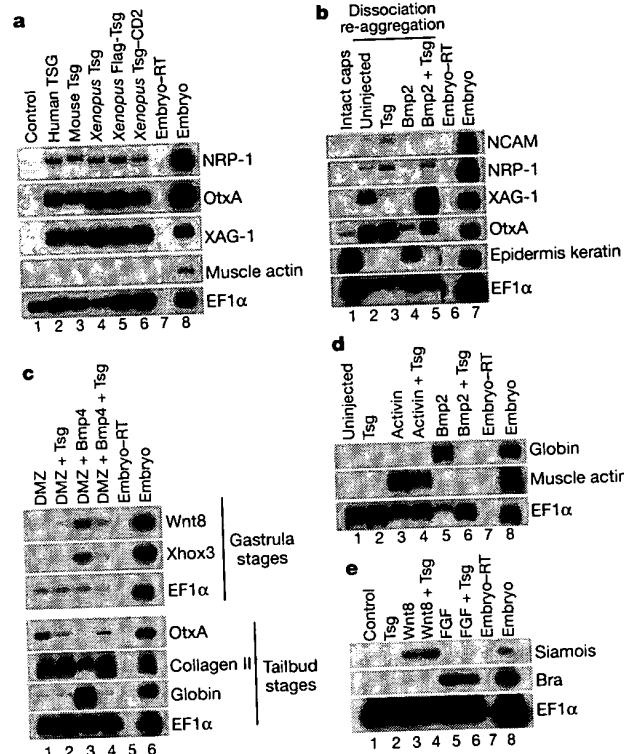 a
Control
Human TSG
Mouse Tsg
Xenopus Tsg
Xenopus Flag-Tsg
Xenopus Tsg–CD2
Embryo–RT
Embryo
NRP-1
OtxA
XAG-1
Muscle actin
EF1α
1 2 3 4 5 6 7 8
b
Dissociation
re-aggregation
Intact caps
Uninjected
Tsg
Bmp2
Bmp2 + Tsg
Embryo–RT
Embryo
NCAM
NRP-1
XAG-1
OtxA
Epidermis keratin
EF1α
1 2 3 4 5 6 7
c
DMZ
DMZ + Tsg
DMZ + Bmp4
DMZ + Bmp4 + Tsg
Embryo–RT
Embryo
Wnt8
Xhox3
EF1α
Gastrula
stages
OtxA
Collagen II
Globin
EF1α
Tailbud
stages
1 2 3 4 5 6
d
Uninjected
Tsg
Activin
Activin + Tsg
Bmp2
Bmp2 + Tsg
Embryo–RT
Embryo
Globin
Muscle actin
EF1α
1 2 3 4 5 6 7 8
e
Control
Tsg
Wnt8
Wnt8 + Tsg
FGF
FGF + Tsg
Embryo–RT
Embryo
Siamois
Bra
EF1α
1 2 3 4 5 6 7 8